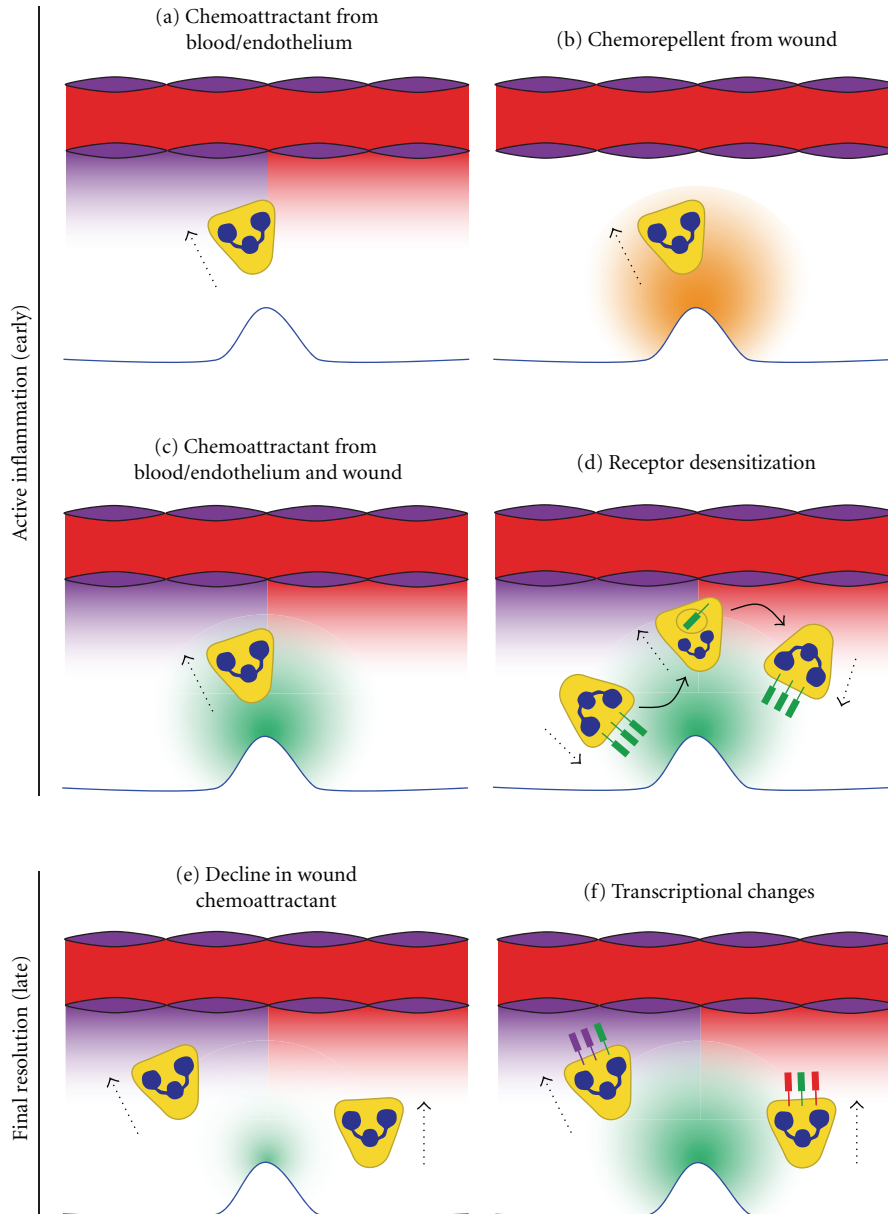 (a) Chemoattractant from
blood/endothelium
(b) Chemorepellent from wound
Active inflammation (early)
(c) Chemoattractant from
blood/endothelium and wound
(d) Receptor desensitization
Final resolution (late)
(e) Decline in wound
chemoattractant
(f) Transcriptional changes